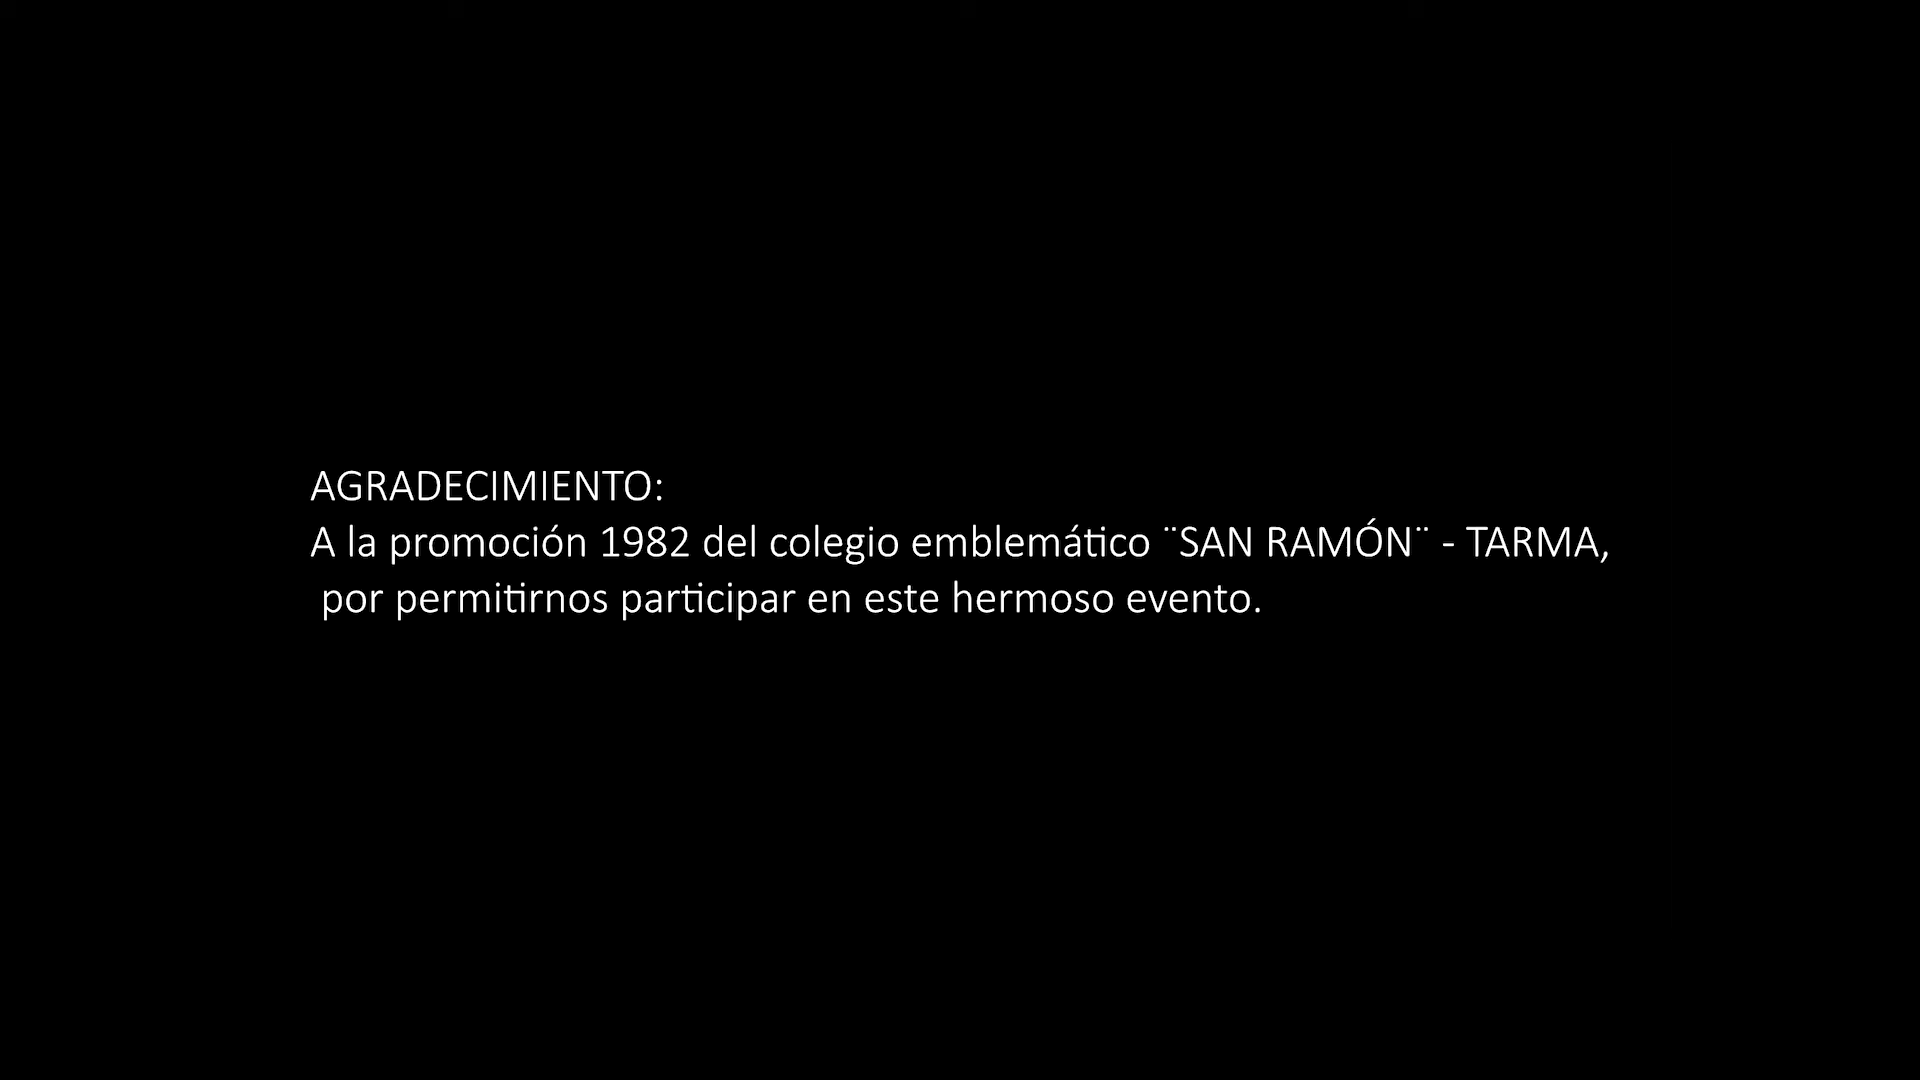 AGRADECIMIENTO:
A la promoción 1982 del colegio emblemático ¨SAN RAMÓN¨ - TARMA,
por permitirnos participar en este hermoso evento.